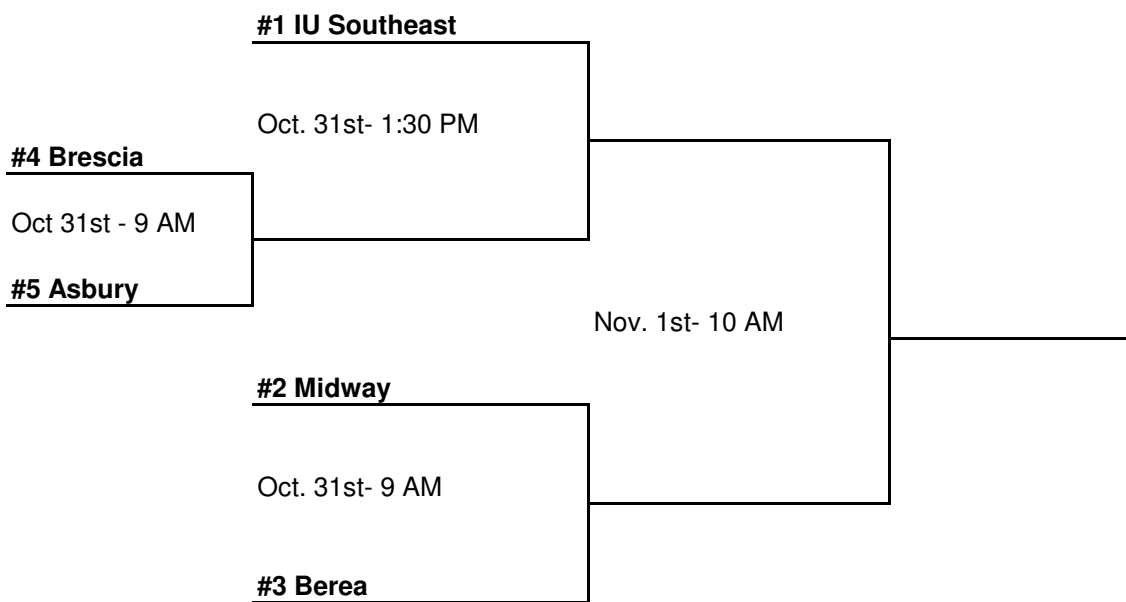 #1 IU Southeast
Oct. 31st- 1:30 PM
#4 Brescia
Oct 31st - 9 AM
#5 Asbury
Nov. 1st- 10 AM
#2 Midway
Oct. 31st- 9 AM
#3 Berea